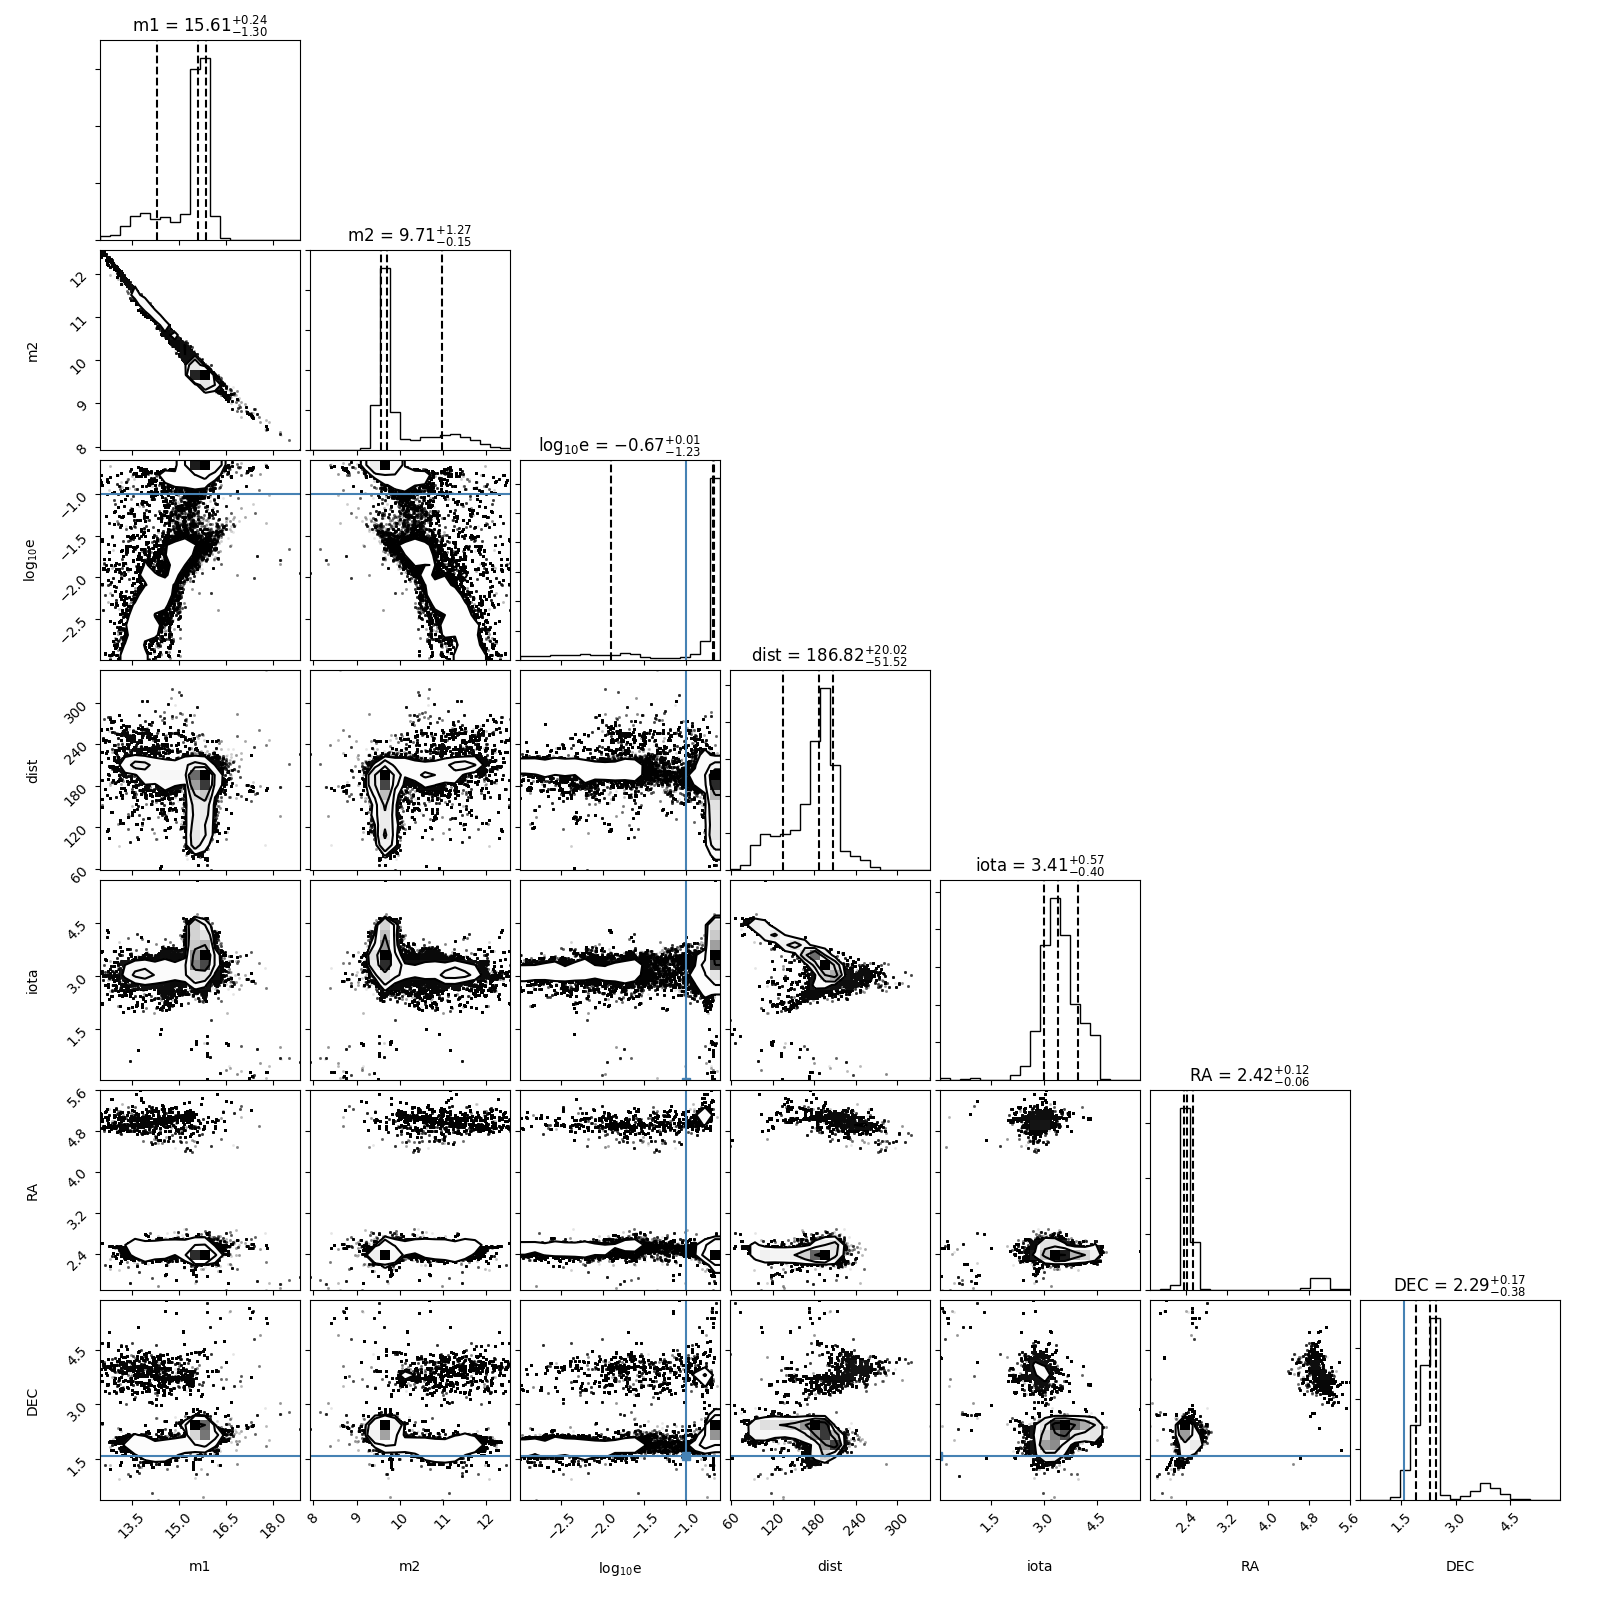 m1 = 15.61+0.24 −1.30
m2 = 9.71+1.27 −0.15
12
11
10
9
8
m2
log10e = −0.67+0.01 −1.23
−1.0
−1.5
−2.0
−2.5
log10e
dist = 186.82+20.02 −51.52
300
240
180
120
60
dist
iota = 3.41+0.57 −0.40
4.5
3.0
1.5
iota
RA = 2.42+0.12 −0.06
5.6
4.8
4.0
3.2
2.4
RA
DEC = 2.29+0.17 −0.38
4.5
3.0
1.5
DEC
13.5 15.0 16.5 18.0 8 9 10 11 12 −2.5 −2.0 −1.5 −1.0 60 120 180 240 300 1.5 3.0 4.5 2.4 3.2 4.0 4.8 5.6 1.5 3.0 4.5
m1 m2 log10e dist iota RA DEC